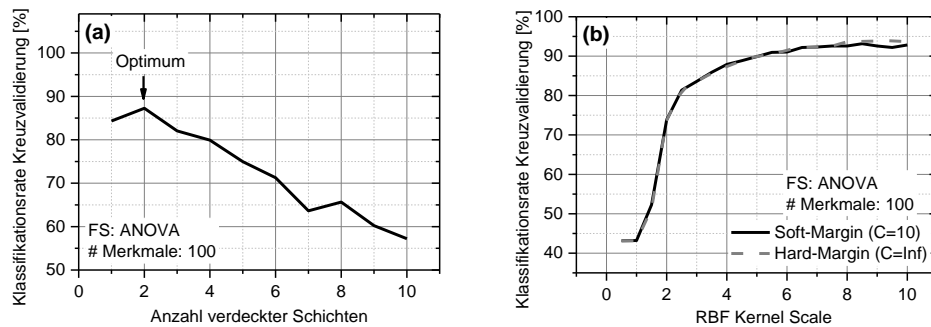 Klassifikationsrate Kreuzvalidierung [%]
(a)
Optimum
100
90
80
70
60
50
FS: ANOVA
# Merkmale: 100
0 2 4 6 8 10
Anzahl verdeckter Schichten
Klassifikationsrate Kreuzvalidierung [%]
(b)
100
90
80
70
60
50
40
FS: ANOVA
# Merkmale: 100
Soft-Margin (C=10)
Hard-Margin (C=Inf)
0 2 4 6 8 10
RBF Kernel Scale